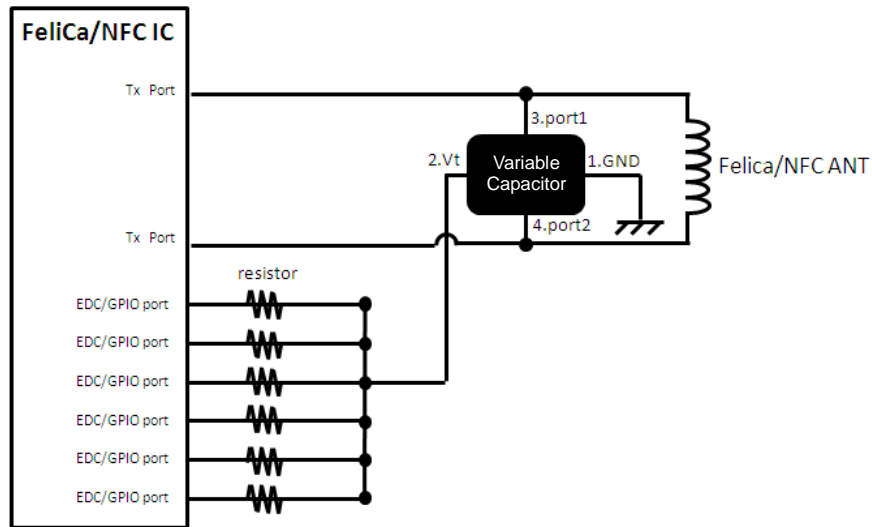 FeliCa/NFC IC
Tx Port
3.port1
2.Vt
Variable
Capacitor
1.GND
Felica/NFC ANT
4.port2
Tx Port
resistor
EDC/GPIO port
EDC/GPIO port
EDC/GPIO port
EDC/GPIO port
EDC/GPIO port
EDC/GPIO port